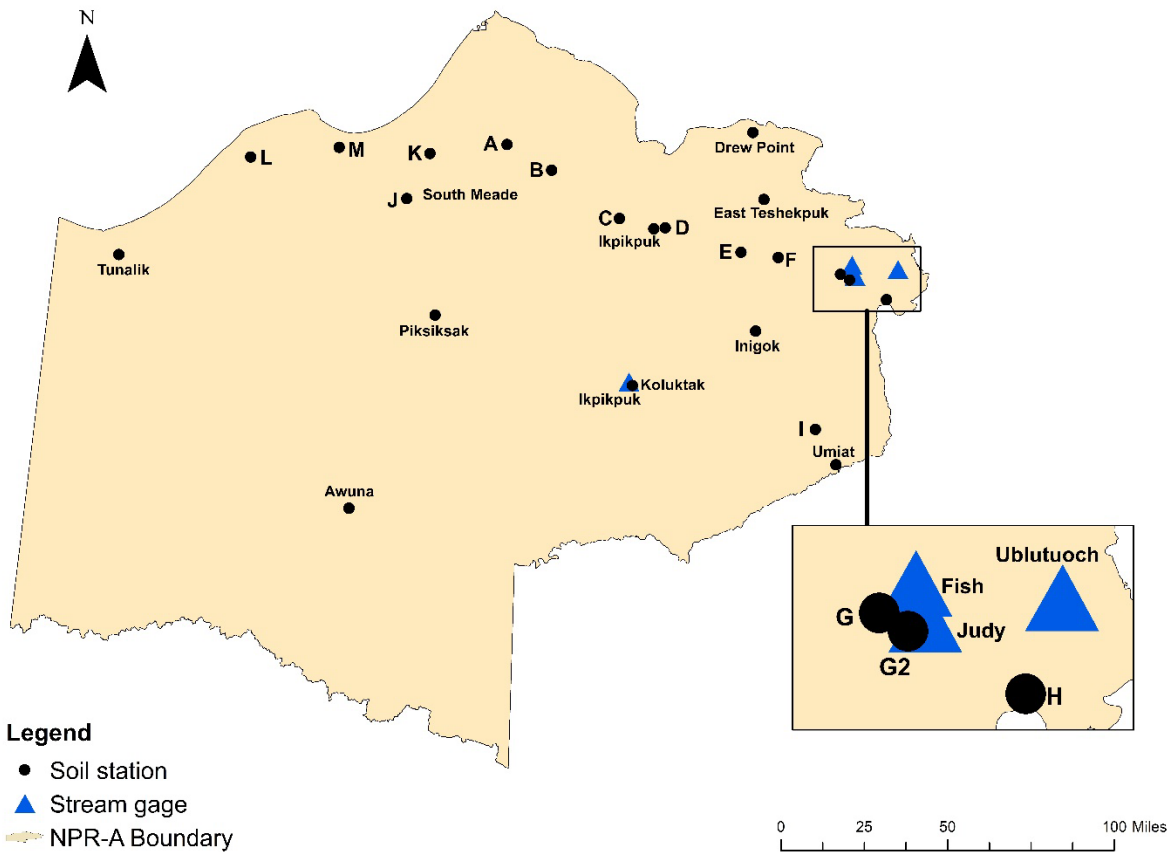 N
Drew Point
A
M
K
L
B
J
South Meade
East Teshekpuk
C
D
Ikpikpuk
E
F
Tunalik
Piksiksak
Inigok
Koluktak
Ikpikpuk
I
Umiat
Awuna
Ublutuoch
Fish
G
Judy
G2
H
Legend
Soil station
Stream gage
NPR-A Boundary
0 25 50 100 Miles